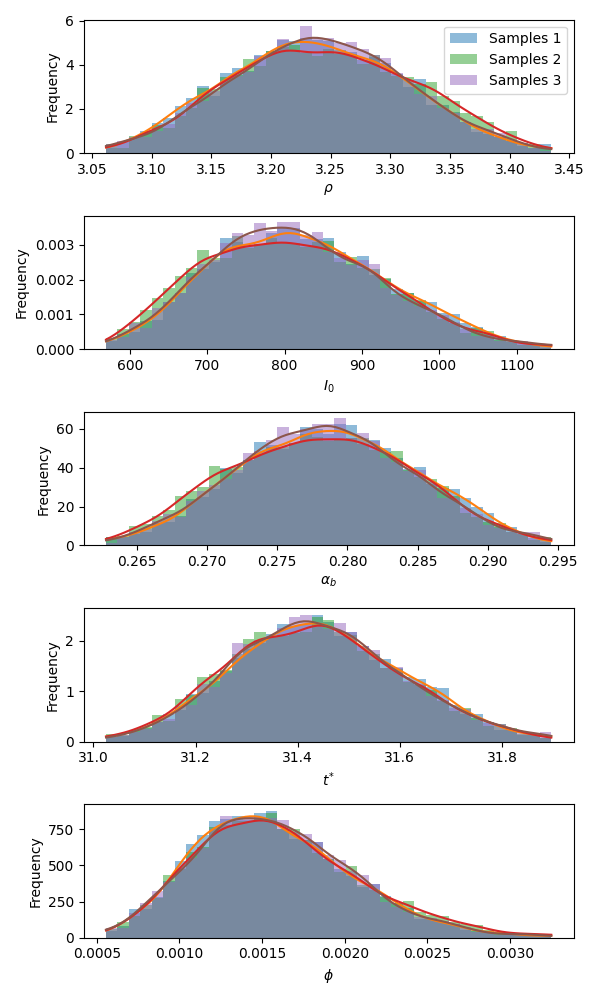 6
4
2
0
Frequency
Samples 1
Samples 2
Samples 3
3.05 3.10 3.15 3.20 3.25 3.30 3.35 3.40 3.45
ρ
0.003
0.002
0.001
0.000
Frequency
600 700 800 900 1000 1100
I₀
60
40
20
0
Frequency
0.265 0.270 0.275 0.280 0.285 0.290 0.295
α_b
2
1
0
Frequency
31.0 31.2 31.4 31.6 31.8
t*
750
500
250
0
Frequency
0.0005 0.0010 0.0015 0.0020 0.0025 0.0030
ϕ